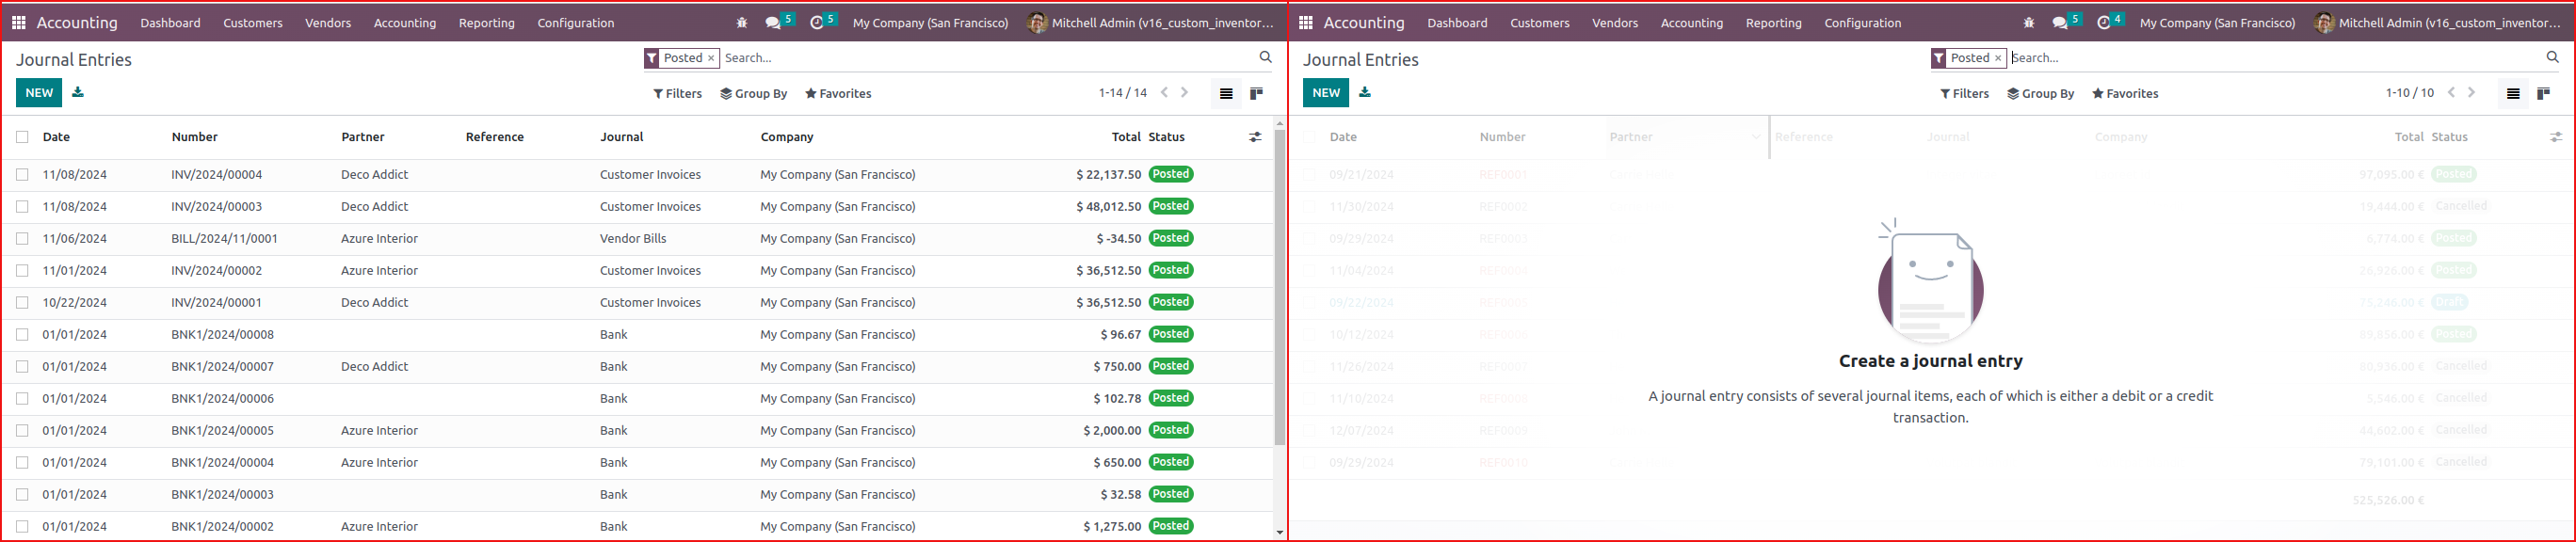 Accounting Dashboard Customers Vendors Accounting Reporting Configuration 5 5 My Company (San Francisco) Mitchell Admin (v16_custom_inventor...
Journal Entries
Posted × Search...
NEW Filters Group By Favorites 1-14 / 14
Date Number Partner Reference Journal Company Total Status
11/08/2024 INV/2024/00004 Deco Addict Customer Invoices My Company (San Francisco) $ 22,137.50 Posted
11/08/2024 INV/2024/00003 Deco Addict Customer Invoices My Company (San Francisco) $ 48,012.50 Posted
11/06/2024 BILL/2024/11/0001 Azure Interior Vendor Bills My Company (San Francisco) $ -34.50 Posted
11/01/2024 INV/2024/00002 Azure Interior Customer Invoices My Company (San Francisco) $ 36,512.50 Posted
10/22/2024 INV/2024/00001 Deco Addict Customer Invoices My Company (San Francisco) $ 36,512.50 Posted
01/01/2024 BNK1/2024/00008 Bank My Company (San Francisco) $ 96.67 Posted
01/01/2024 BNK1/2024/00007 Deco Addict Bank My Company (San Francisco) $ 750.00 Posted
01/01/2024 BNK1/2024/00006 Bank My Company (San Francisco) $ 102.78 Posted
01/01/2024 BNK1/2024/00005 Azure Interior Bank My Company (San Francisco) $ 2,000.00 Posted
01/01/2024 BNK1/2024/00004 Azure Interior Bank My Company (San Francisco) $ 650.00 Posted
01/01/2024 BNK1/2024/00003 Bank My Company (San Francisco) $ 32.58 Posted
01/01/2024 BNK1/2024/00002 Azure Interior Bank My Company (San Francisco) $ 1,275.00 Posted
Accounting Dashboard Customers Vendors Accounting Reporting Configuration 5 4 My Company (San Francisco) Mitchell Admin (v16_custom_inventor...
Journal Entries
Posted × Search...
NEW Filters Group By Favorites 1-10 / 10
Date Number Partner Reference Journal Company Total Status
09/21/2024 REF0001 97,095.00 € Posted
11/30/2024 REF0002 19,444.00 € Cancelled
09/29/2024 REF0003 6,774.00 € Posted
11/04/2024 REF0004 26,926.00 € Posted
09/22/2024 REF0005 75,246.00 € Draft
10/12/2024 REF0006 89,856.00 € Posted
11/26/2024 REF0007 80,936.00 € Cancelled
11/10/2024 REF0008 5,546.00 € Cancelled
12/07/2024 REF0009 44,602.00 € Cancelled
09/29/2024 REF0010 79,101.00 € Cancelled
525,526.00 €
Create a journal entry
A journal entry consists of several journal items, each of which is either a debit or a credit
transaction.